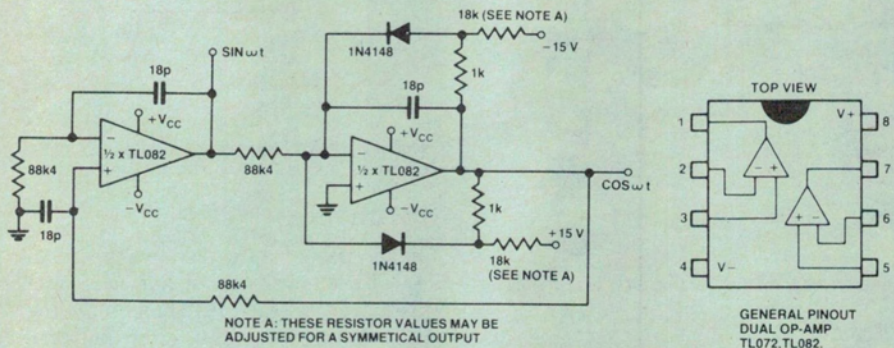 18k (SEE NOTE A)
1N4148
−15 V
SIN ωt
18p
18p
1k
+VCC
+VCC
−
+
½ x TL082
−
+
½ x TL082
88k4
88k4
−VCC
−VCC
COS ωt
18p
1k
+15 V
1N4148
18k
(SEE NOTE A)
88k4
NOTE A: THESE RESISTOR VALUES MAY BE
ADJUSTED FOR A SYMMETICAL OUTPUT
TOP VIEW
1
V+
8
2
− +
7
3
+ −
6
4
V−
5
GENERAL PINOUT
DUAL OP-AMP
TL072,TL082.